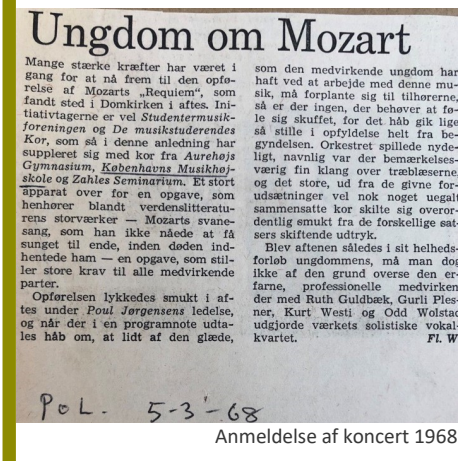 Ungdom om Mozart
Mange stærke kræfter har været i
gang for at nå frem til den opfø-
relse af Mozarts „Requiem", som
fandt sted i Domkirken i aftes. Ini-
tiativtagerne er vel Studentermusik-
foreningen og De musikstuderendes
Kor, som så i denne anledning har
suppleret sig med kor fra Aurehøjs
Gymnasium, Københavns Musikhøj-
skole og Zahles Seminarium. Et stort
apparat over for en opgave, som
henhører blandt verdenslitteratu-
rens storværker — Mozarts svane-
sang, som han ikke nåede at få
sunget til ende, inden døden ind-
hentede ham — en opgave, som stil-
ler store krav til alle medvirkende
parter.
Opførelsen lykkedes smukt i af-
tes under Poul Jørgensens ledelse,
og når der i en programnote udta-
les håb om, at lidt af den glæde,
som den medvirkende ungdom har
haft ved at arbejde med denne mu-
sik, må forplante sig til tilhørerne,
så er der ingen, der behøver at fø-
le sig skuffet, for det håb gik lige
så stille i opfyldelse helt fra be-
gyndelsen. Orkestret spillede nyde-
ligt, navnlig var der bemærkelses-
værdig fin klang over træblæserne,
og det store, ud fra de givne for-
udsætninger vel nok noget uegalt
sammensatte kor skilte sig overor-
dentlig smukt fra de forskellige sat-
sers skiftende udtryk.
Blev aftenen således i sit helheds-
forløb ungdommens, må man dog
ikke af den grund overse den er-
farne, professionelle medvirken
der med Ruth Guldbæk, Gurli Ples-
ner, Kurt Westi og Odd Wolstad
udgjorde værkets solistiske vokal-
kvartet. Fl. W
POL. 5-3-68
Anmeldelse af koncert 1968